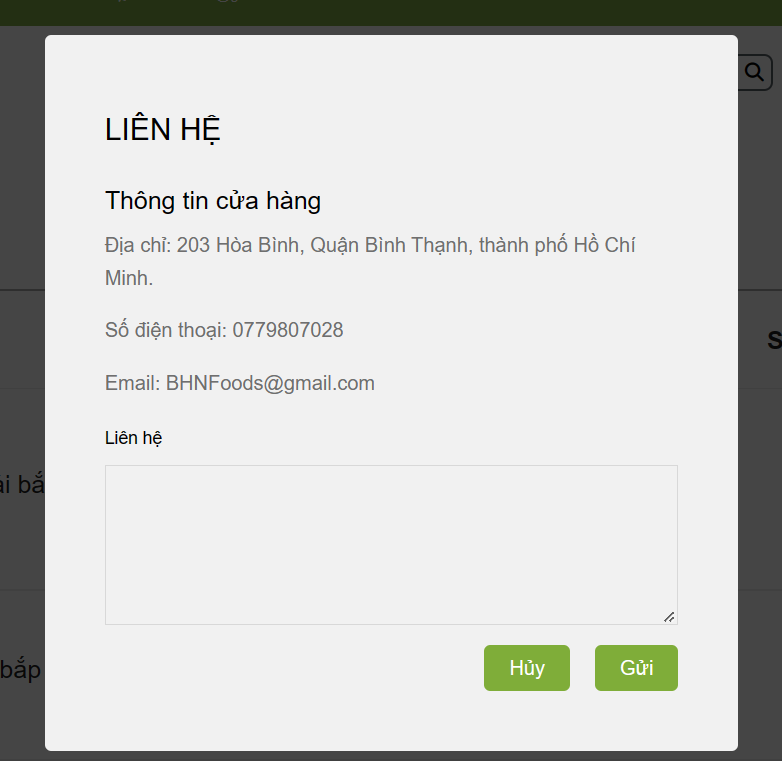 LIÊN HỆ
Thông tin cửa hàng
Địa chỉ: 203 Hòa Bình, Quận Bình Thạnh, thành phố Hồ Chí
Minh.
Số điện thoại: 0779807028
Email: BHNFoods@gmail.com
Liên hệ
bắp
Hủy Gửi